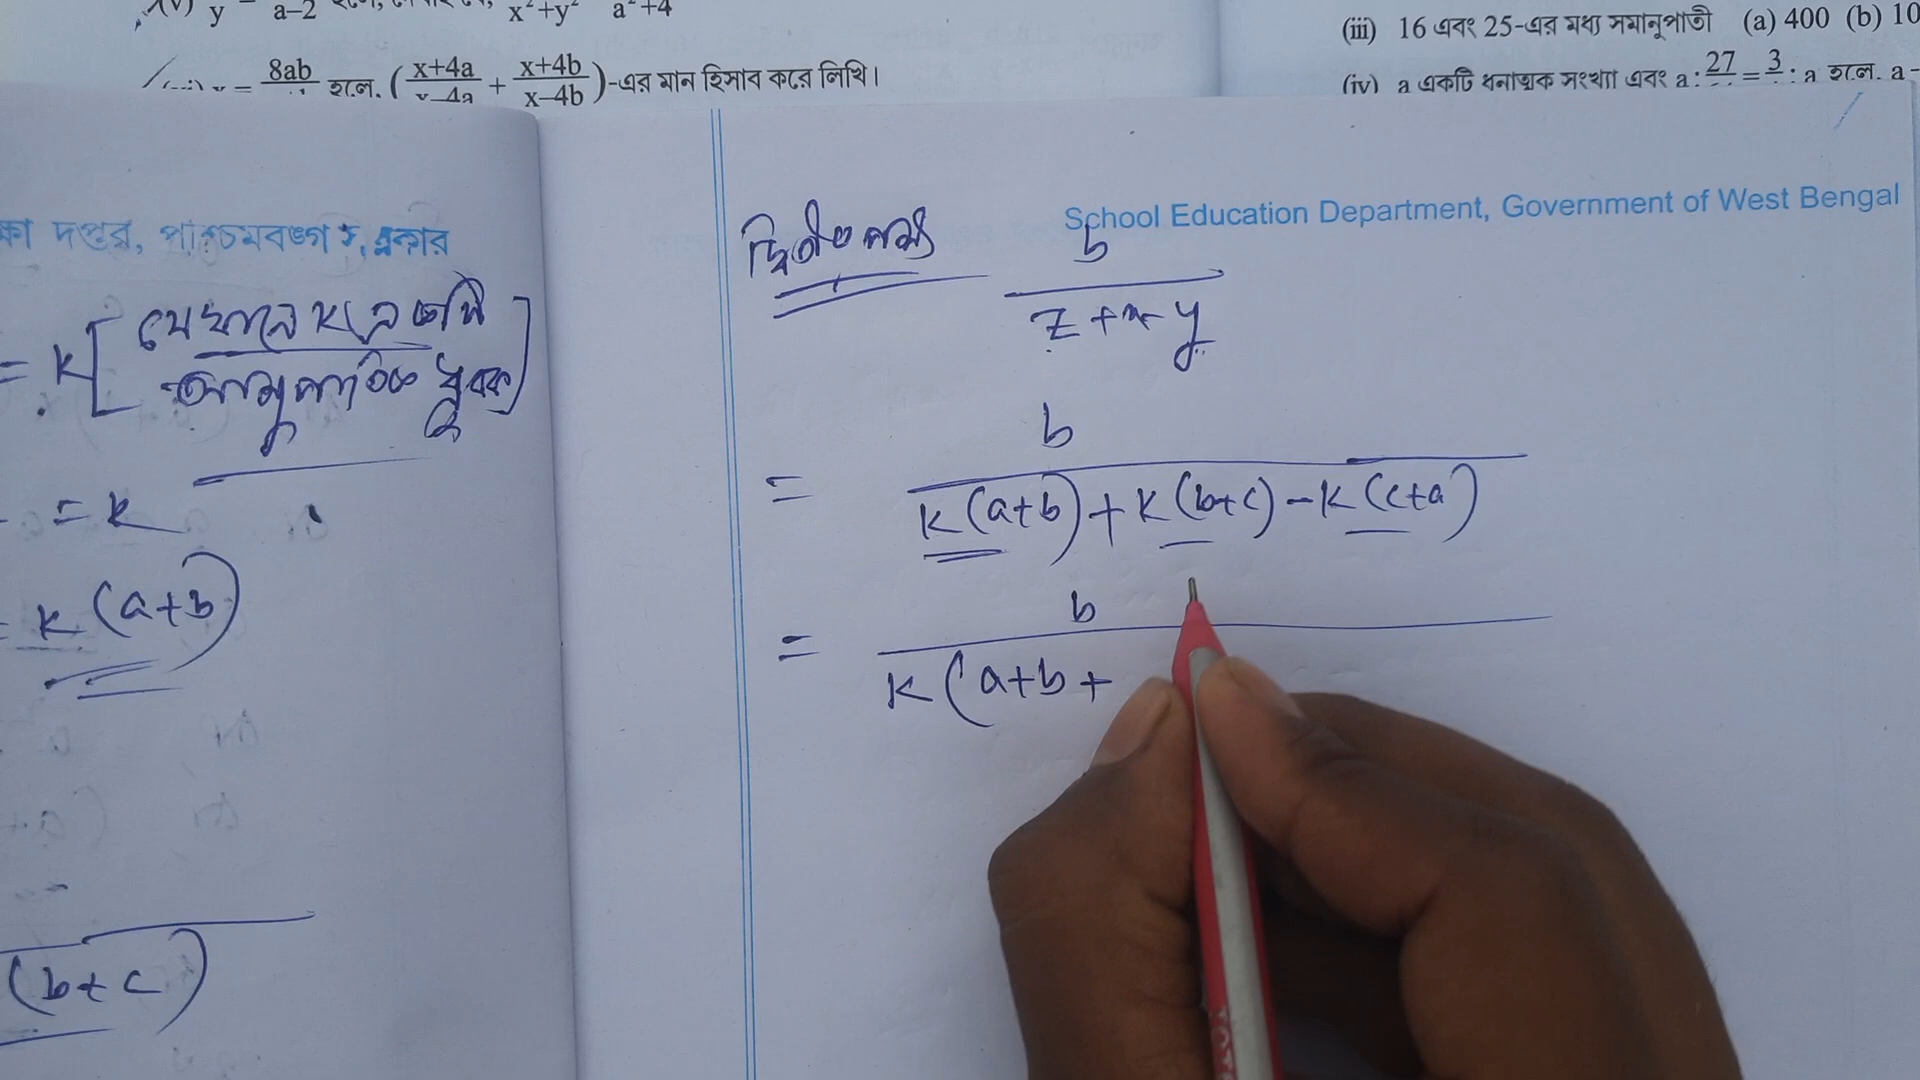 (v) y a−2 x²+y² a²+4
= 8ab হলে, (x+4a/x−4a + x+4b/x−4b)-এর মান হিসাব করে লিখি।
(iii) 16 এবং 25-এর মধ্য সমানুপাতী (a) 400 (b) 10
(iv) a একটি ধনাত্মক সংখ্যা এবং a : 27 = 3 : a হলে, a
দপ্তর, পশ্চিমবঙ্গ সরকার
= K [যেখানে K
ধ্রুবক]
= K
= K (a+b)
(b+c)
School Education Department, Government of West Bengal
b
z+x-y
b
= K(a+b)+K(b+c)-K(c+a)
b
= K(a+b+